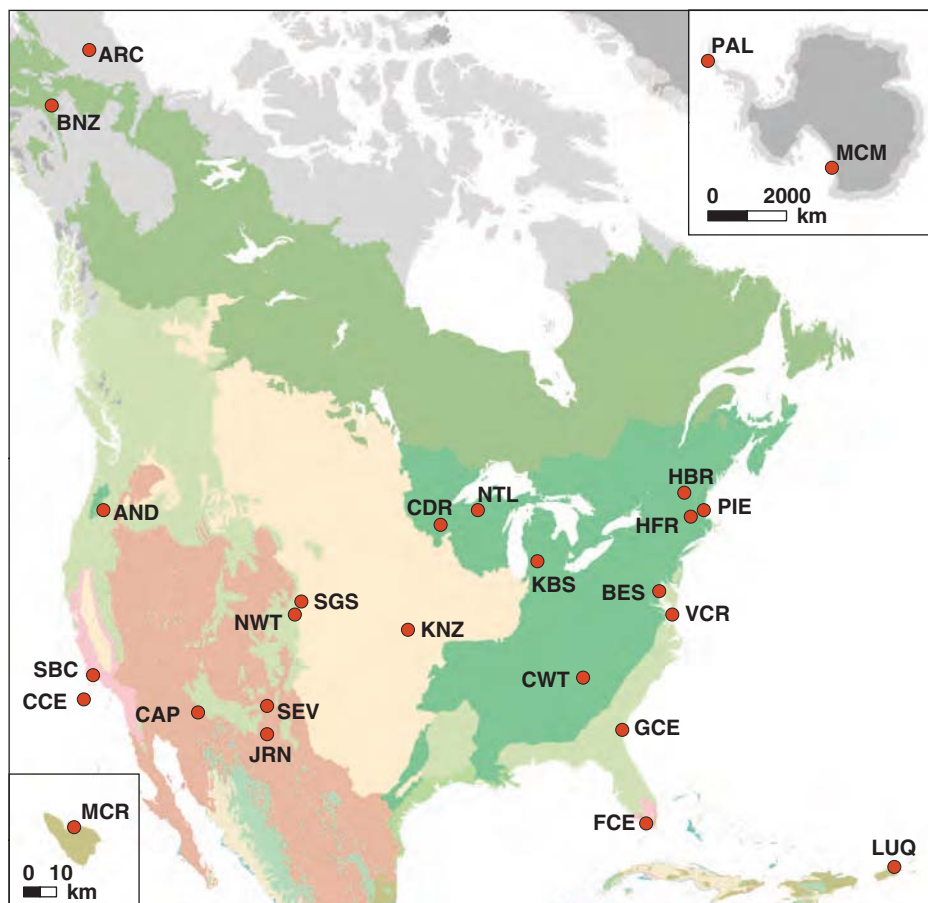 ARC
PAL
BNZ
MCM
0 2000
km
HBR
NTL
CDR
PIE
AND
HFR
KBS
BES
SGS
VCR
NWT
KNZ
SBC
CWT
CCE
CAP
SEV
GCE
JRN
MCR
FCE
LUQ
0 10
km